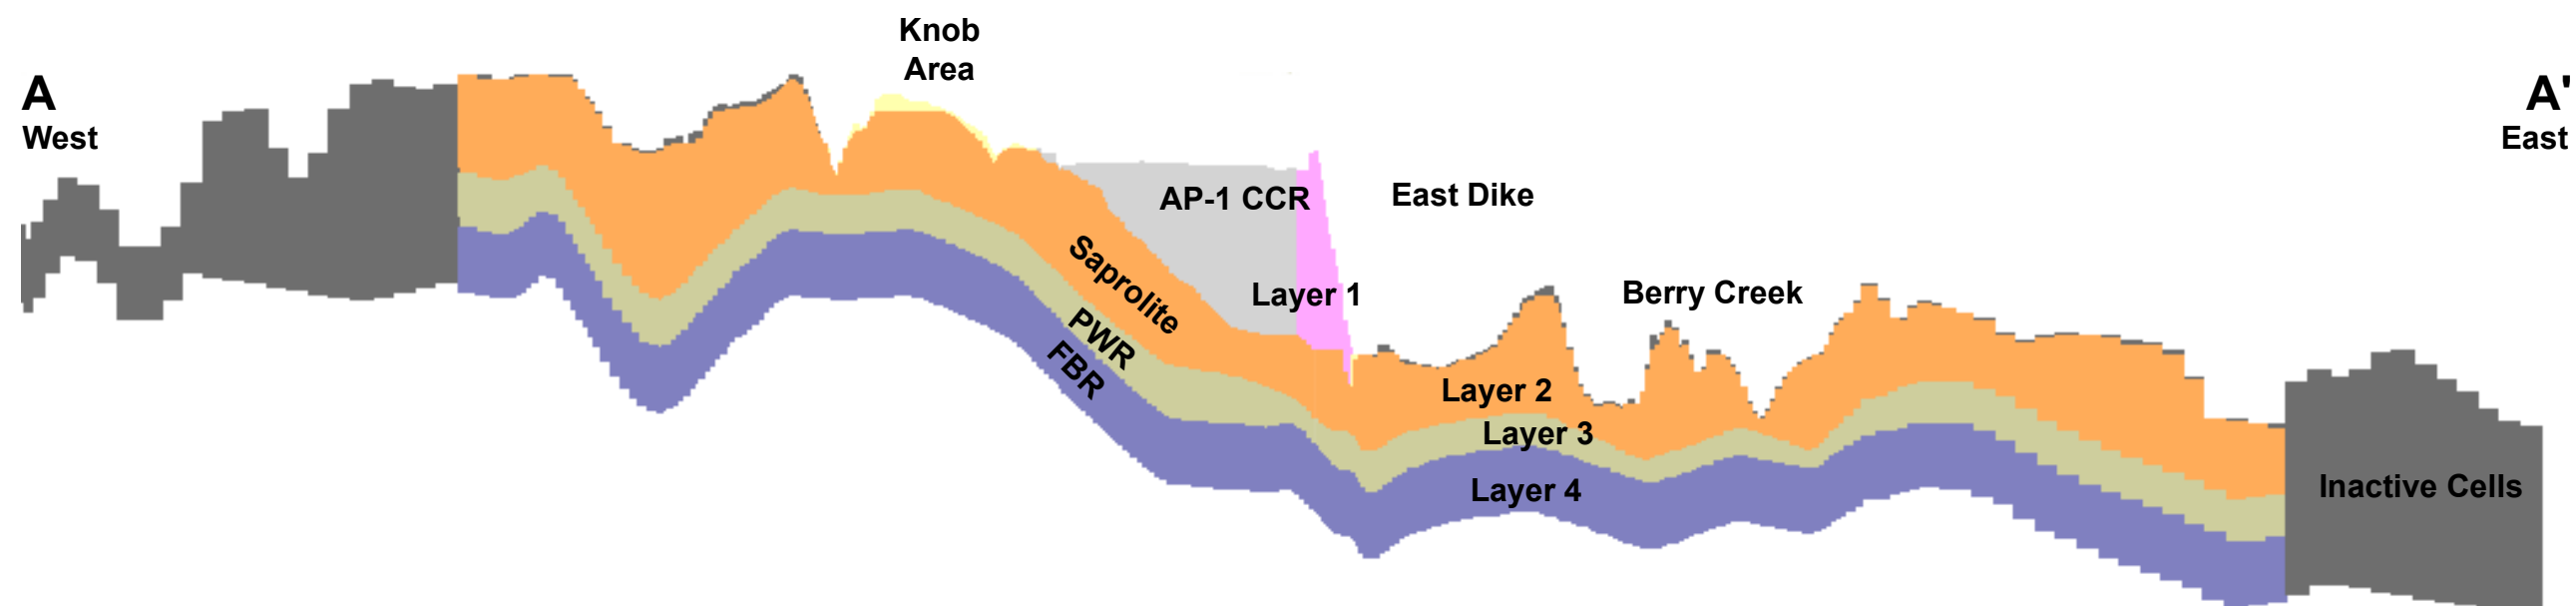 Knob
Area
A
West
A'
East
AP-1 CCR
East Dike
Saprolite
Layer 1
Berry Creek
PWR
FBR
Layer 2
Layer 3
Layer 4
Inactive Cells